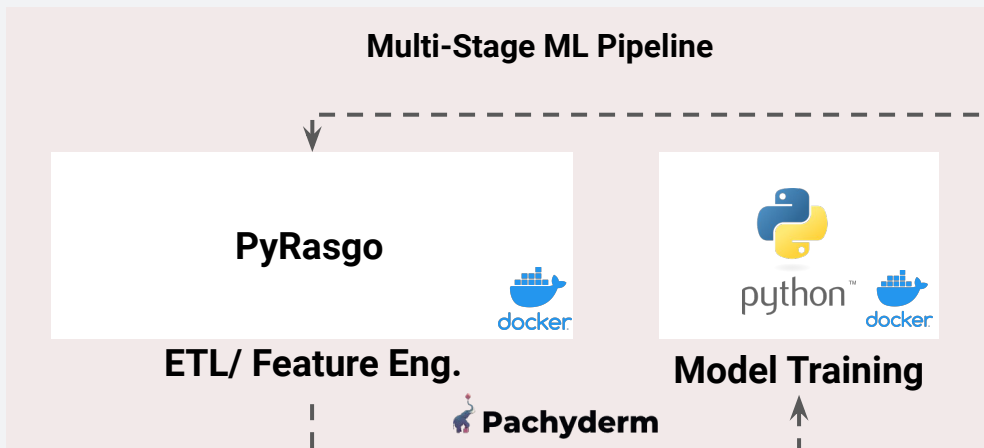 Multi-Stage ML Pipeline
PyRasgo
docker
python™
docker
ETL/ Feature Eng.
Model Training
Pachyderm